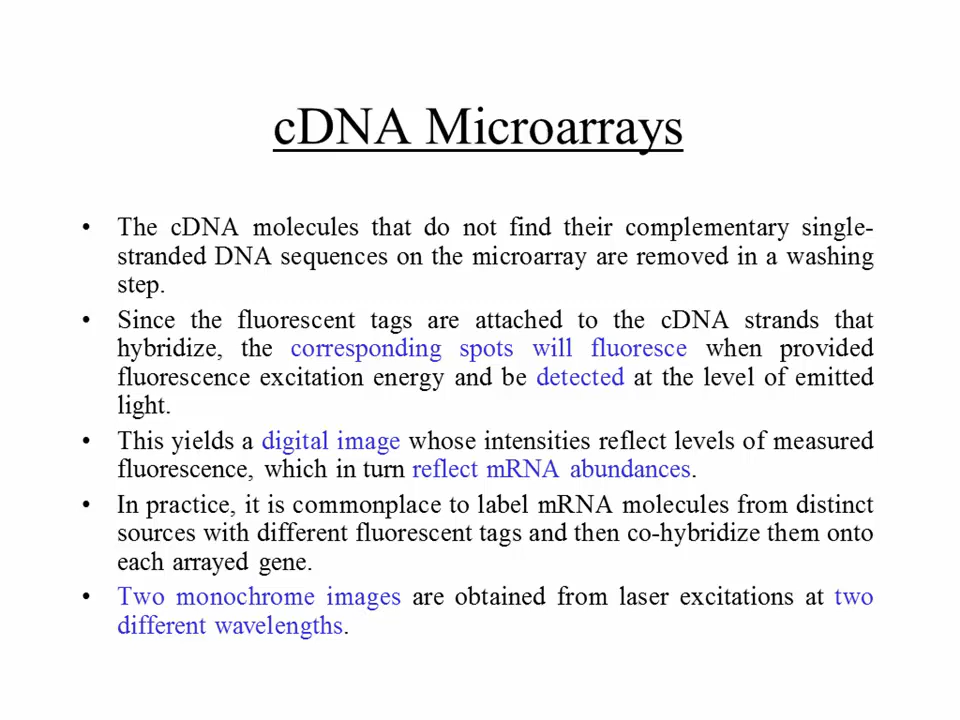 cDNA Microarrays
• The cDNA molecules that do not find their complementary single-
stranded DNA sequences on the microarray are removed in a washing
step.
• Since the fluorescent tags are attached to the cDNA strands that
hybridize, the corresponding spots will fluoresce when provided
fluorescence excitation energy and be detected at the level of emitted
light.
• This yields a digital image whose intensities reflect levels of measured
fluorescence, which in turn reflect mRNA abundances.
• In practice, it is commonplace to label mRNA molecules from distinct
sources with different fluorescent tags and then co-hybridize them onto
each arrayed gene.
• Two monochrome images are obtained from laser excitations at two
different wavelengths.